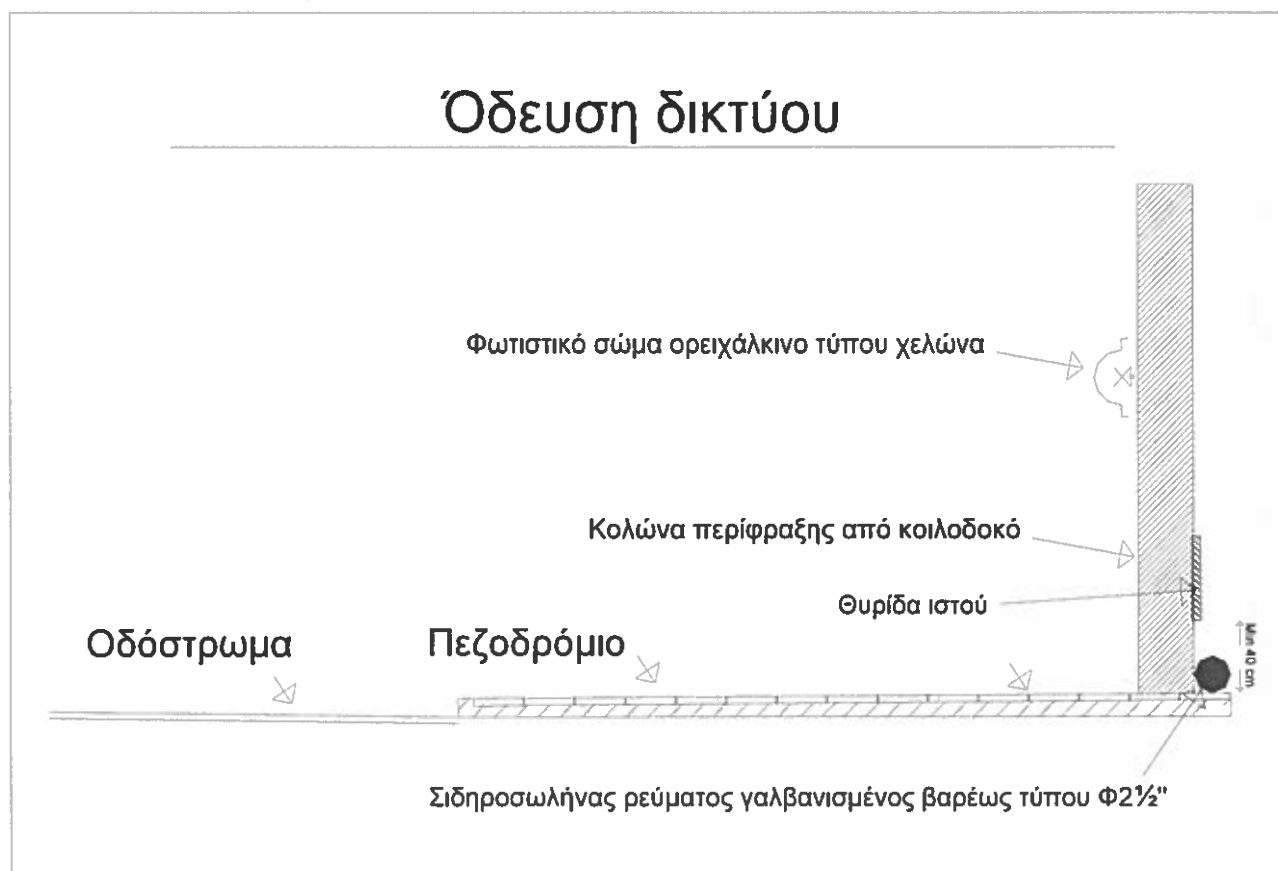 Όδευση δικτύου
Φωτιστικό σώμα ορειχάλκινο τύπου χελώνα
Κολώνα περίφραξης από κοιλοδοκό
Θυρίδα ιστού
Οδόστρωμα
Πεζοδρόμιο
Min 40 cm
Σιδηροσωλήνας ρεύματος γαλβανισμένος βαρέως τύπου Φ2½"